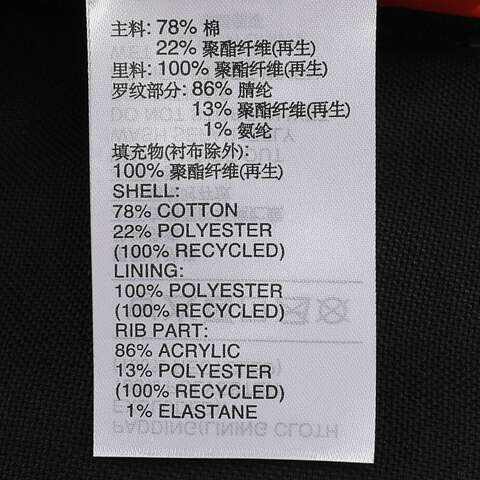 主料: 78% 棉
22% 聚酯纤维(再生)
里料: 100% 聚酯纤维(再生)
罗纹部分: 86% 腈纶
13% 聚酯纤维(再生)
1% 氨纶
填充物(衬布除外):
100% 聚酯纤维(再生)
SHELL:
78% COTTON
22% POLYESTER
(100% RECYCLED)
LINING:
100% POLYESTER
(100% RECYCLED)
RIB PART:
86% ACRYLIC
13% POLYESTER
(100% RECYCLED)
1% ELASTANE
PADDING(LINING CLOTH